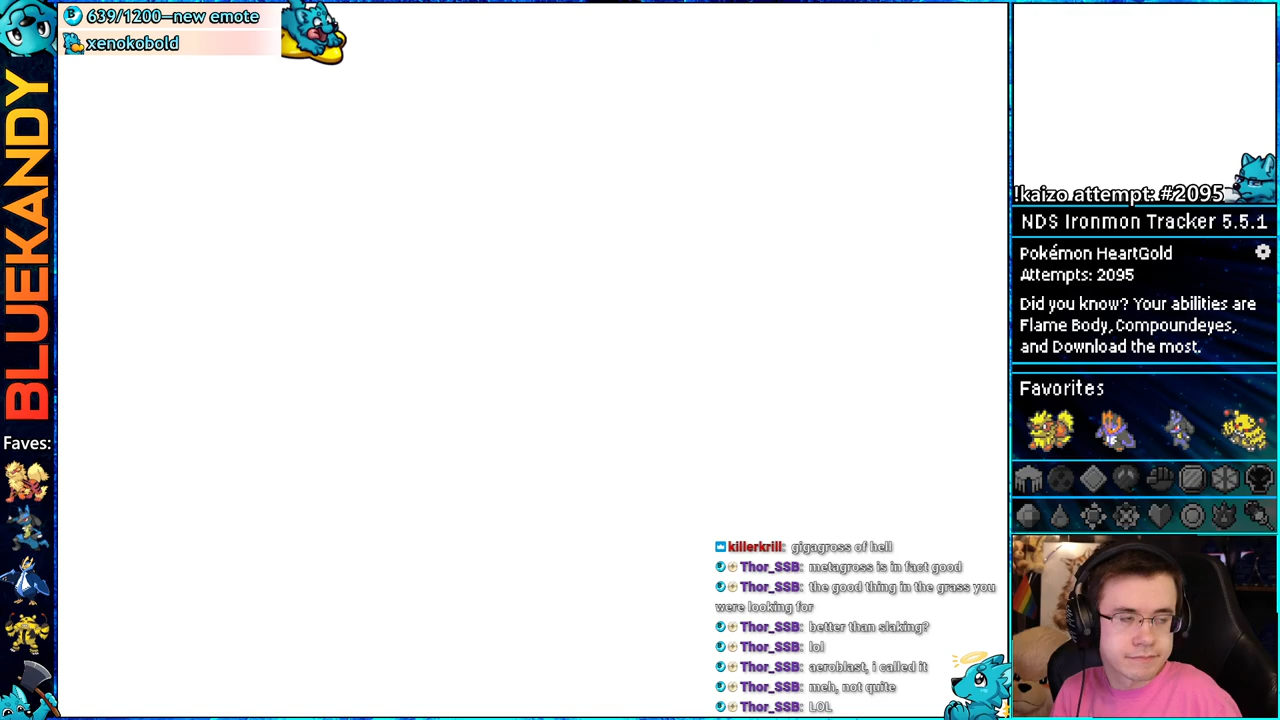 639/1200—new emote
xenokobold
BLUEKANDY
Faves:
!kaizo attempt: #2095
NDS Ironmon Tracker 5.5.1
Pokémon HeartGold
Attempts: 2095
Did you know? Your abilities are
Flame Body, Compoundeyes,
and Download the most.
Favorites
killerkrill: gigagross of hell
Thor_SSB: metagross is in fact good
Thor_SSB: the good thing in the grass you
were looking for
Thor_SSB: better than slaking?
Thor_SSB: lol
Thor_SSB: aeroblast, i called it
Thor_SSB: meh, not quite
Thor_SSB: LOL